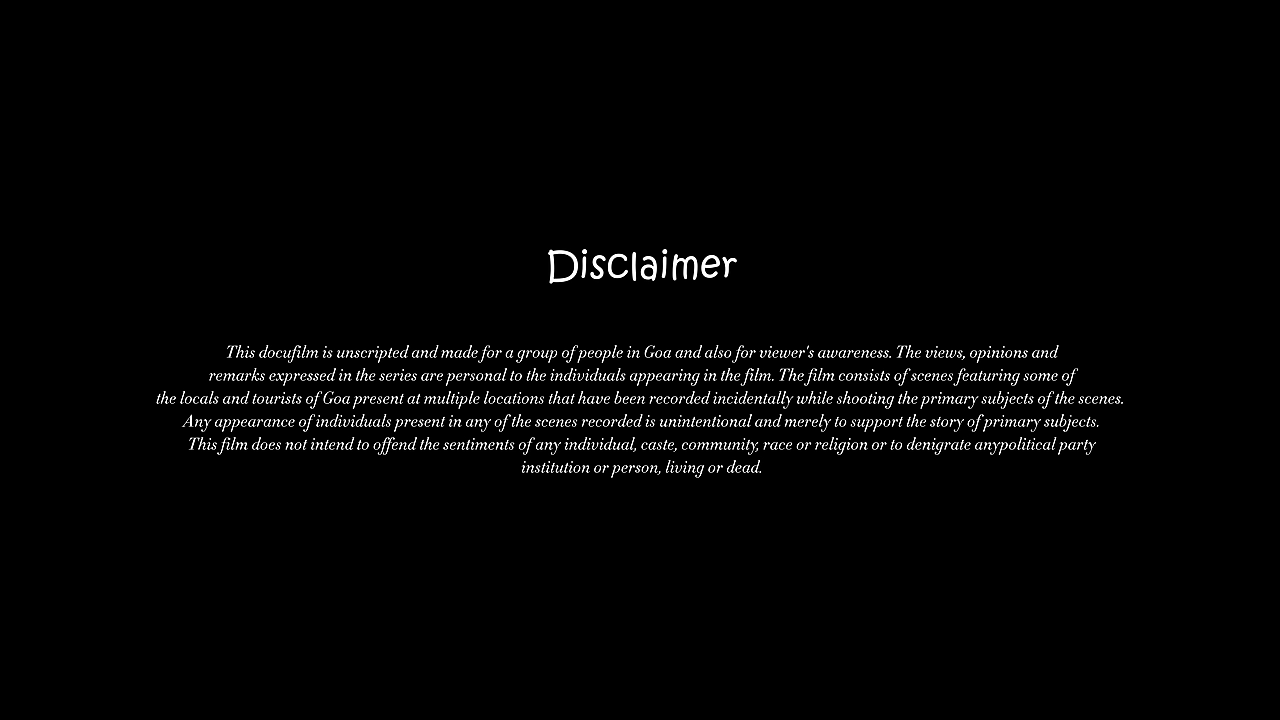 Disclaimer
This docufilm is unscripted and made for a group of people in Goa and also for viewer's awareness. The views, opinions and
remarks expressed in the series are personal to the individuals appearing in the film. The film consists of scenes featuring some of
the locals and tourists of Goa present at multiple locations that have been recorded incidentally while shooting the primary subjects of the scenes.
Any appearance of individuals present in any of the scenes recorded is unintentional and merely to support the story of primary subjects.
This film does not intend to offend the sentiments of any individual, caste, community, race or religion or to denigrate anypolitical party
institution or person, living or dead.